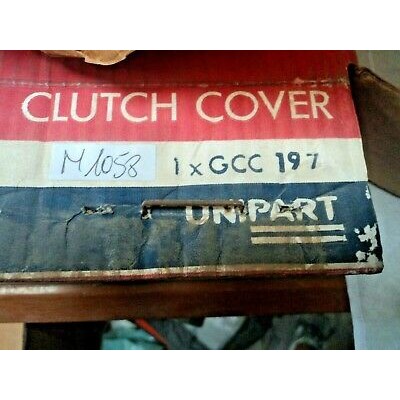 CLUTCH COVER
M1058 1 x GCC 197
UNIPART